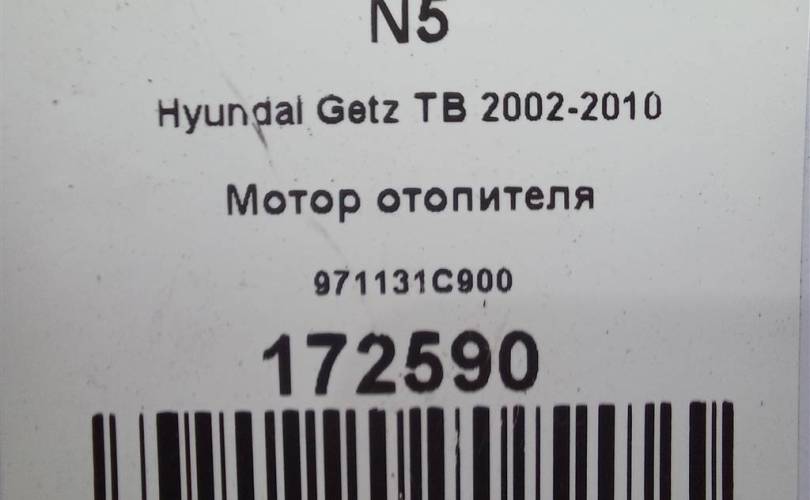 N5
Hyundai Getz TB 2002-2010
Мотор отопителя
971131C900
172590